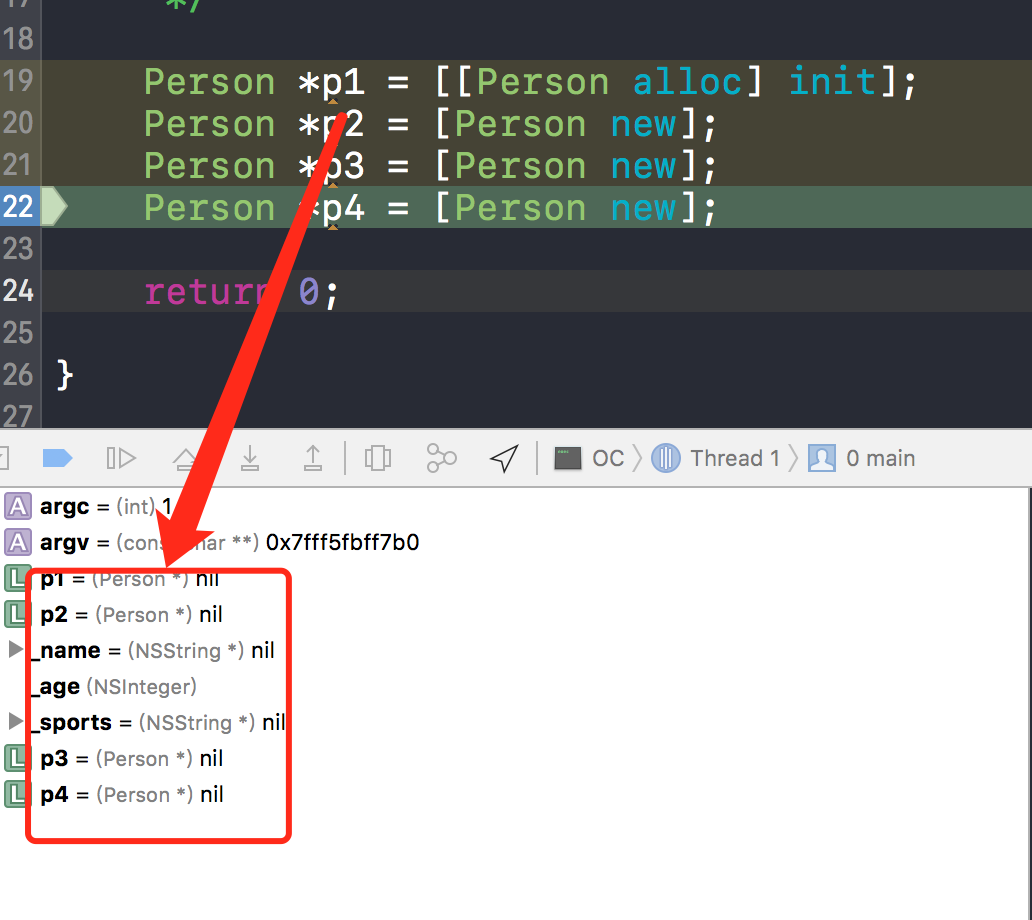 17 */
18
19 Person *p1 = [[Person alloc] init];
20 Person *p2 = [Person new];
21 Person *p3 = [Person new];
22 Person *p4 = [Person new];
23
24 return 0;
25
26 }
27
OC Thread 1 0 main
A argc = (int) 1
A argv = (const char **) 0x7fff5fbff7b0
L p1 = (Person *) nil
L p2 = (Person *) nil
_name = (NSString *) nil
_age (NSInteger)
_sports = (NSString *) nil
L p3 = (Person *) nil
L p4 = (Person *) nil